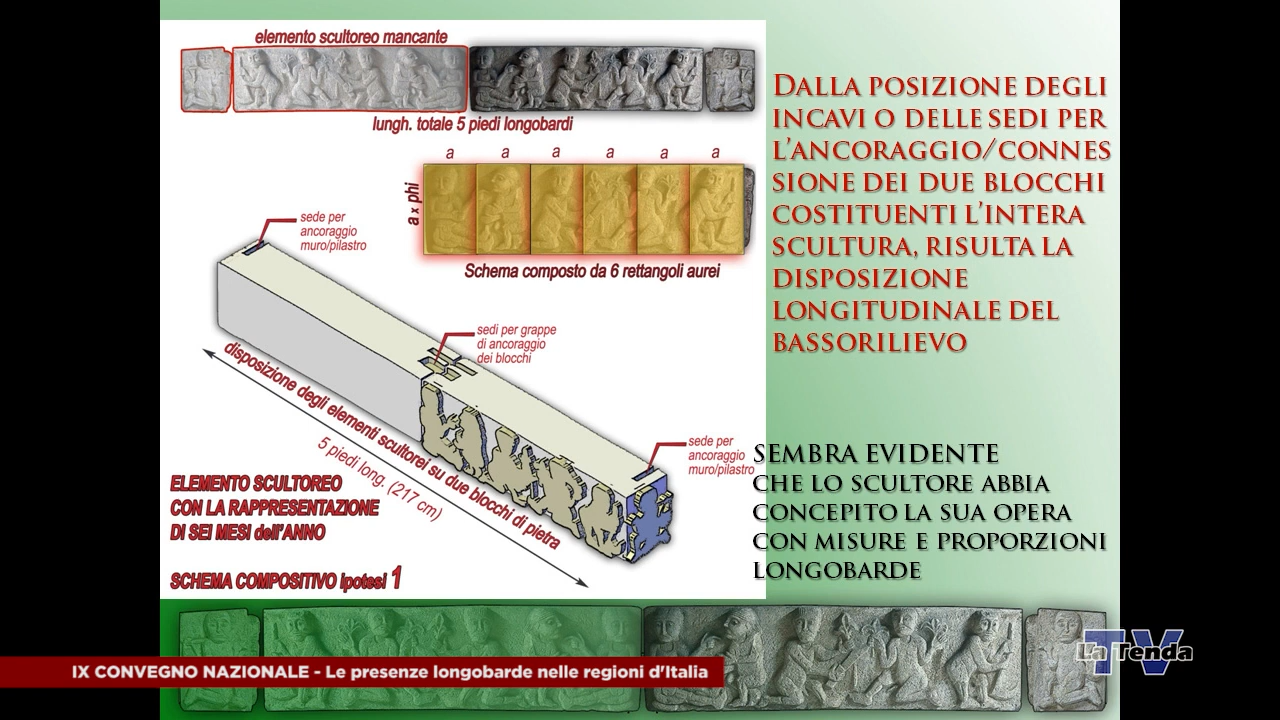 elemento scultoreo mancante
lungh. totale 5 piedi longobardi
a a a a a a
a x phi
Schema composto da 6 rettangoli aurei
sede per
ancoraggio
muro/pilastro
sedi per grappe
di ancoraggio
dei blocchi
disposizione degli elementi scultorei su due blocchi di pietra
5 piedi long. (217 cm)
sede per
ancoraggio
muro/pilastro
ELEMENTO SCULTOREO
CON LA RAPPRESENTAZIONE
DI SEI MESI dell'ANNO
SCHEMA COMPOSITIVO ipotesi 1
DALLA POSIZIONE DEGLI
INCAVI O DELLE SEDI PER
L'ANCORAGGIO/CONNES
SIONE DEI DUE BLOCCHI
COSTITUENTI L'INTERA
SCULTURA, RISULTA LA
DISPOSIZIONE
LONGITUDINALE DEL
BASSORILIEVO
SEMBRA EVIDENTE
CHE LO SCULTORE ABBIA
CONCEPITO LA SUA OPERA
CON MISURE E PROPORZIONI
LONGOBARDE
IX CONVEGNO NAZIONALE - Le presenze longobarde nelle regioni d'Italia
TV
La Tenda